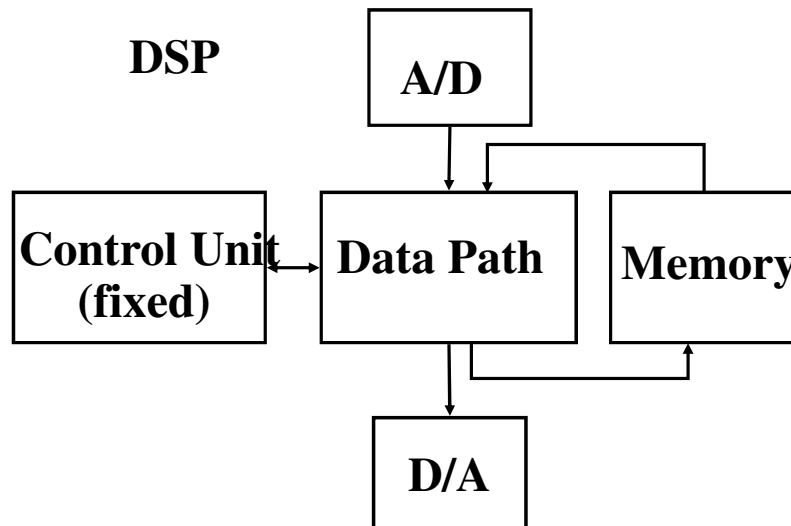 DSP
A/D
Control Unit
(fixed)
Data Path
Memory
D/A